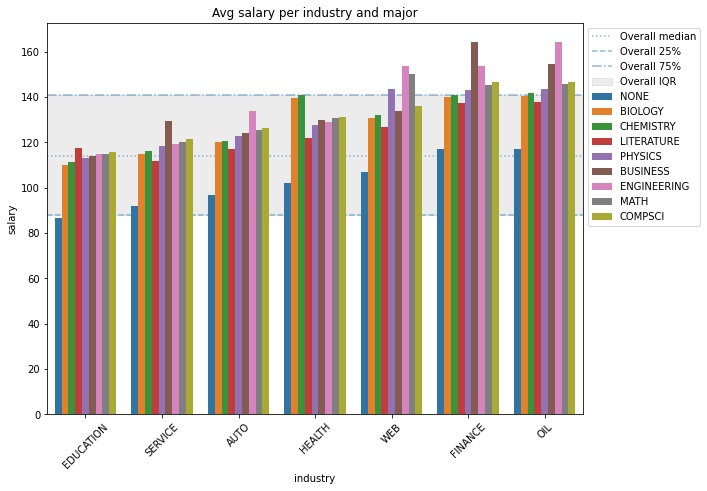 Avg salary per industry and major
salary
160
140
120
100
80
60
40
20
0
EDUCATION
SERVICE
AUTO
HEALTH
WEB
FINANCE
OIL
industry
Overall median
Overall 25%
Overall 75%
Overall IQR
NONE
BIOLOGY
CHEMISTRY
LITERATURE
PHYSICS
BUSINESS
ENGINEERING
MATH
COMPSCI